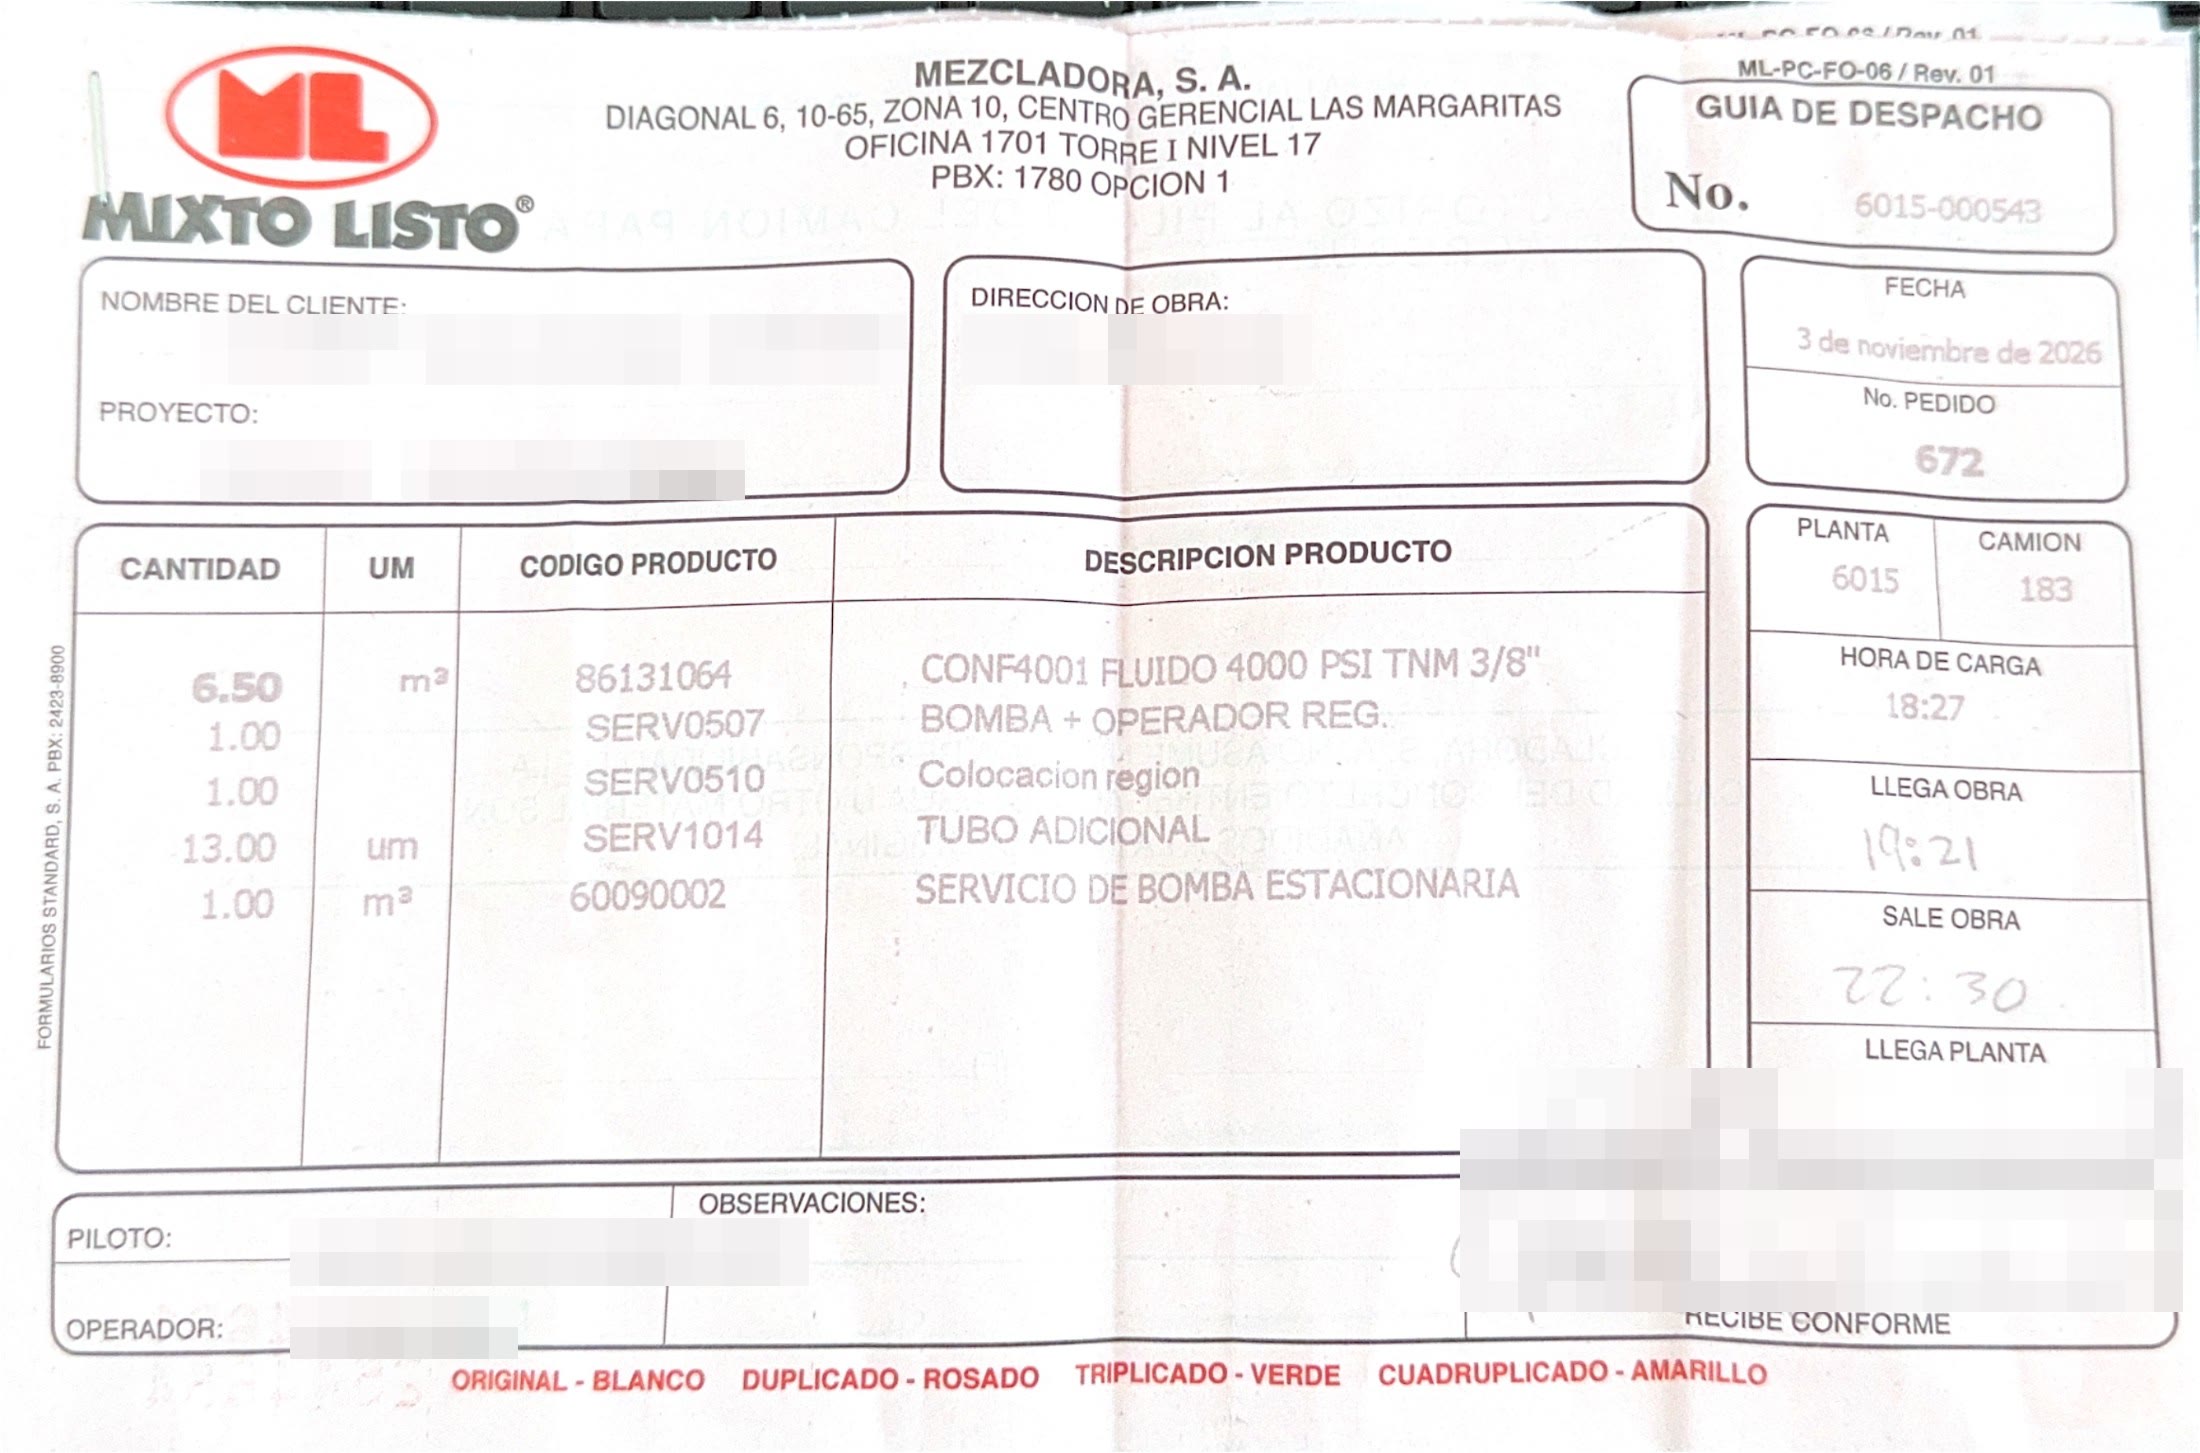 ML-PC-FO-06 / Rev. 01
ML
MIXTO LISTO®
MEZCLADORA, S. A.
DIAGONAL 6, 10-65, ZONA 10, CENTRO GERENCIAL LAS MARGARITAS
OFICINA 1701 TORRE I NIVEL 17
PBX: 1780 OPCION 1
GUIA DE DESPACHO
No. 6015-000543
NOMBRE DEL CLIENTE:
PROYECTO:
DIRECCION DE OBRA:
FECHA
3 de noviembre de 2026
No. PEDIDO
672
CANTIDAD UM CODIGO PRODUCTO DESCRIPCION PRODUCTO
6.50 m³ 86131064 CONF4001 FLUIDO 4000 PSI TNM 3/8"
1.00 SERV0507 BOMBA + OPERADOR REG.
1.00 SERV0510 Colocacion region
13.00 um SERV1014 TUBO ADICIONAL
1.00 m³ 60090002 SERVICIO DE BOMBA ESTACIONARIA
PLANTA CAMION
6015 183
HORA DE CARGA
18:27
LLEGA OBRA
19:21
SALE OBRA
22:30
LLEGA PLANTA
FORMULARIOS STANDARD, S. A. PBX: 2423-8900
PILOTO:
OPERADOR:
OBSERVACIONES:
RECIBE CONFORME
ORIGINAL - BLANCO DUPLICADO - ROSADO TRIPLICADO - VERDE CUADRUPLICADO - AMARILLO